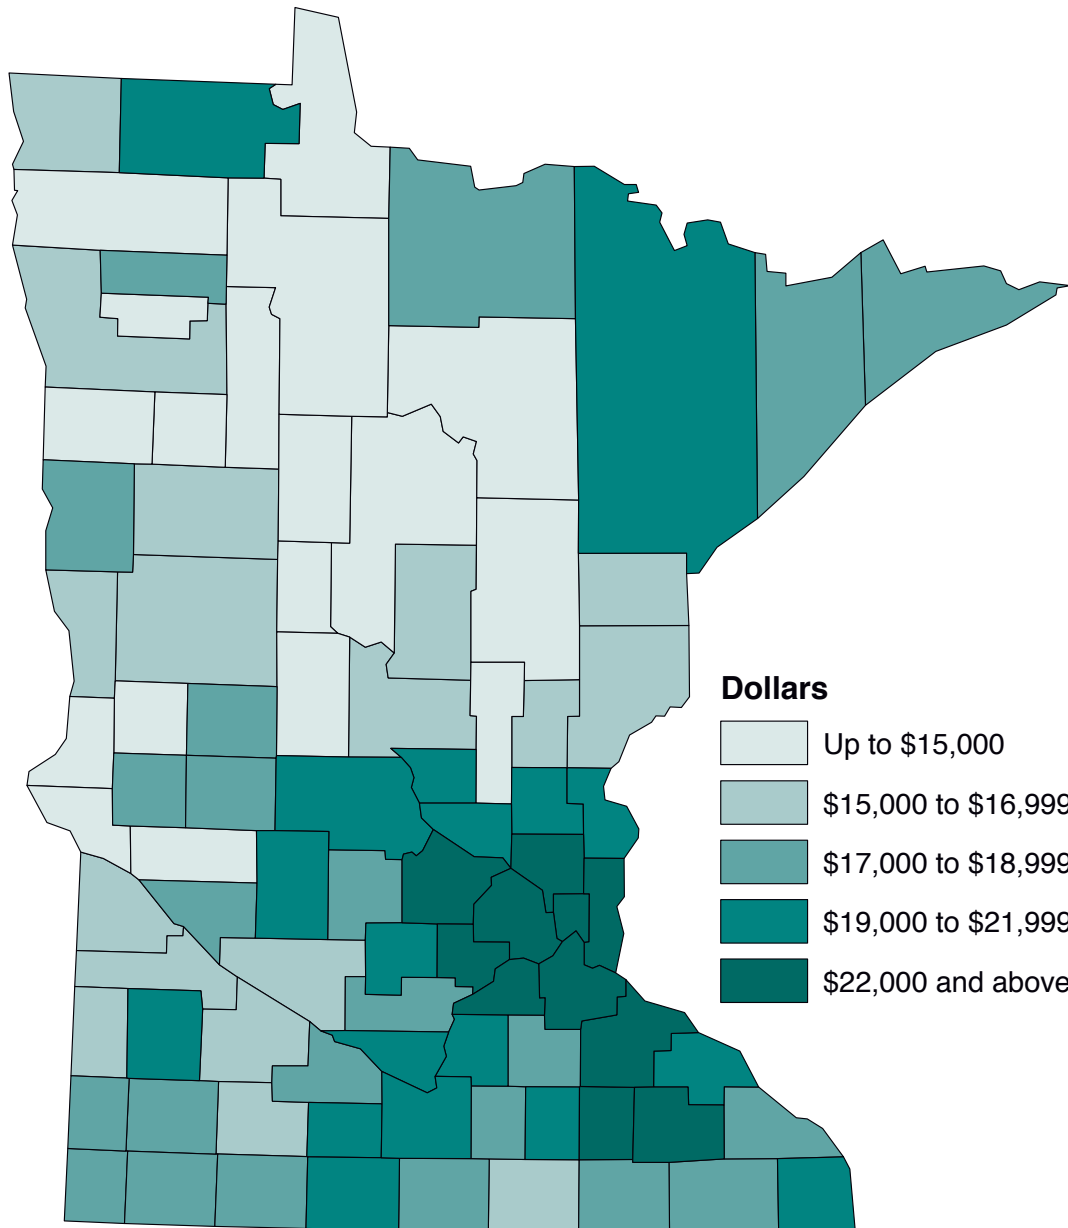 Dollars
Up to $15,000
$15,000 to $16,999
$17,000 to $18,999
$19,000 to $21,999
$22,000 and above